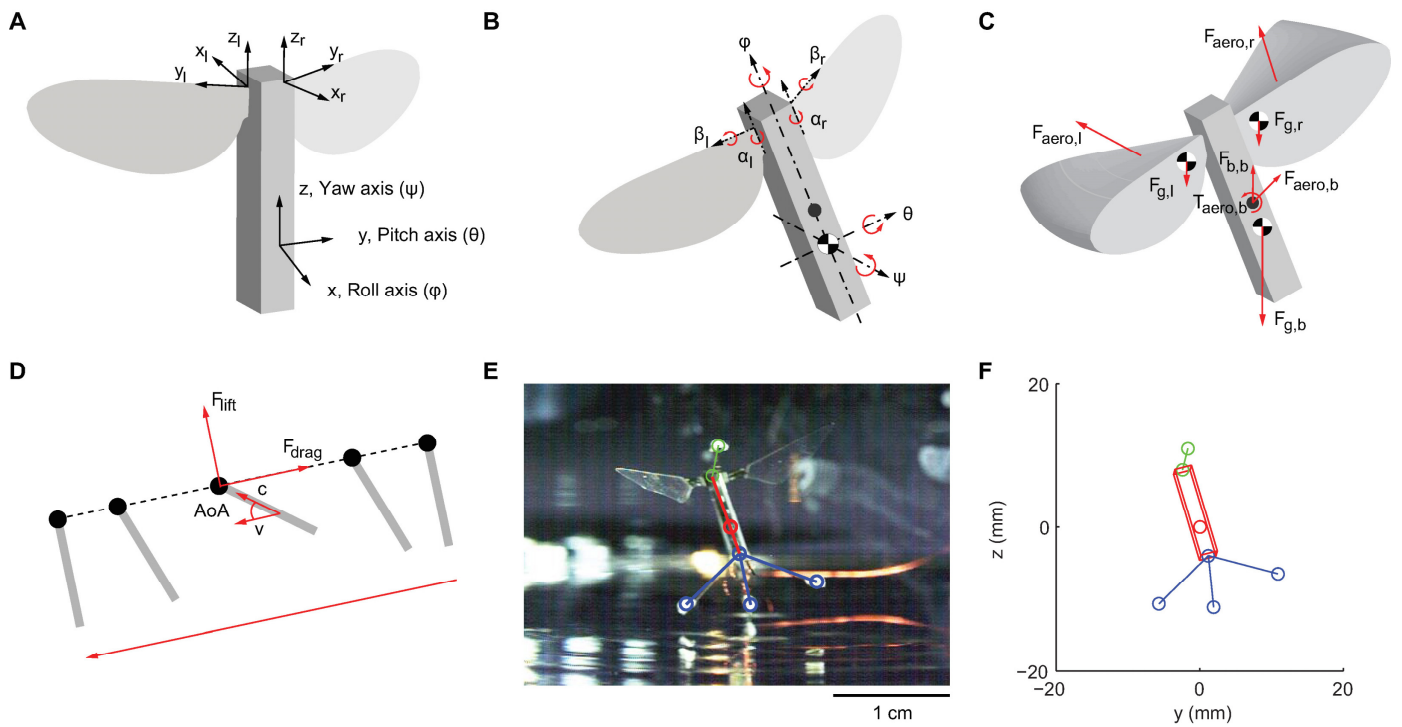 A
z_l
z_r
x_l
y_r
y_l
x_r
z, Yaw axis (ψ)
y, Pitch axis (θ)
x, Roll axis (φ)
B
φ
β_r
α_r
β_l
α_l
θ
ψ
C
F_aero,r
F_aero,l
F_g,r
F_b,b
F_g,l
F_aero,b
T_aero,b
F_g,b
D
F_lift
F_drag
c
AoA
v
E
1 cm
F
20
z (mm)
0
−20
−20
0
20
y (mm)